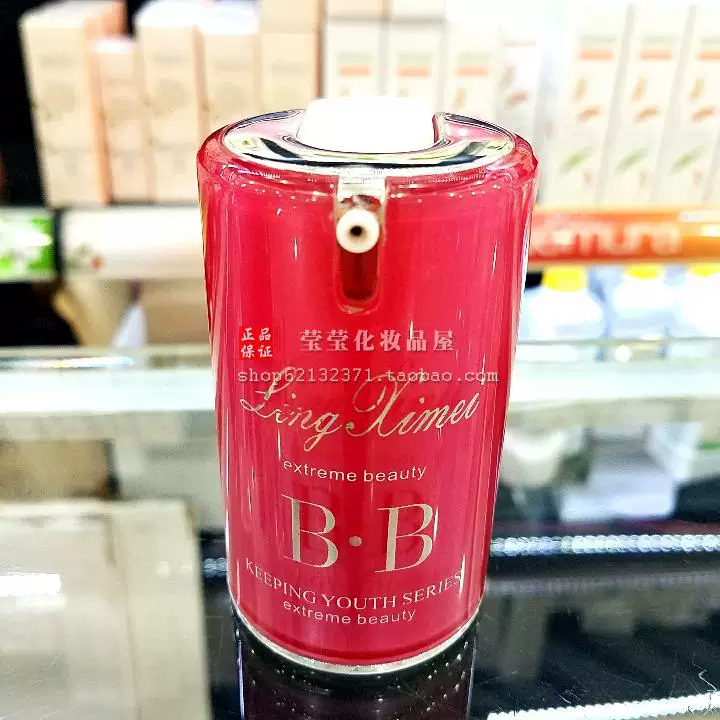 正品 莹莹化妆品屋
保证
shop62132371.taobao.com
Ling Ximei
extreme beauty
B·B
KEEPING YOUTH SERIES
extreme beauty